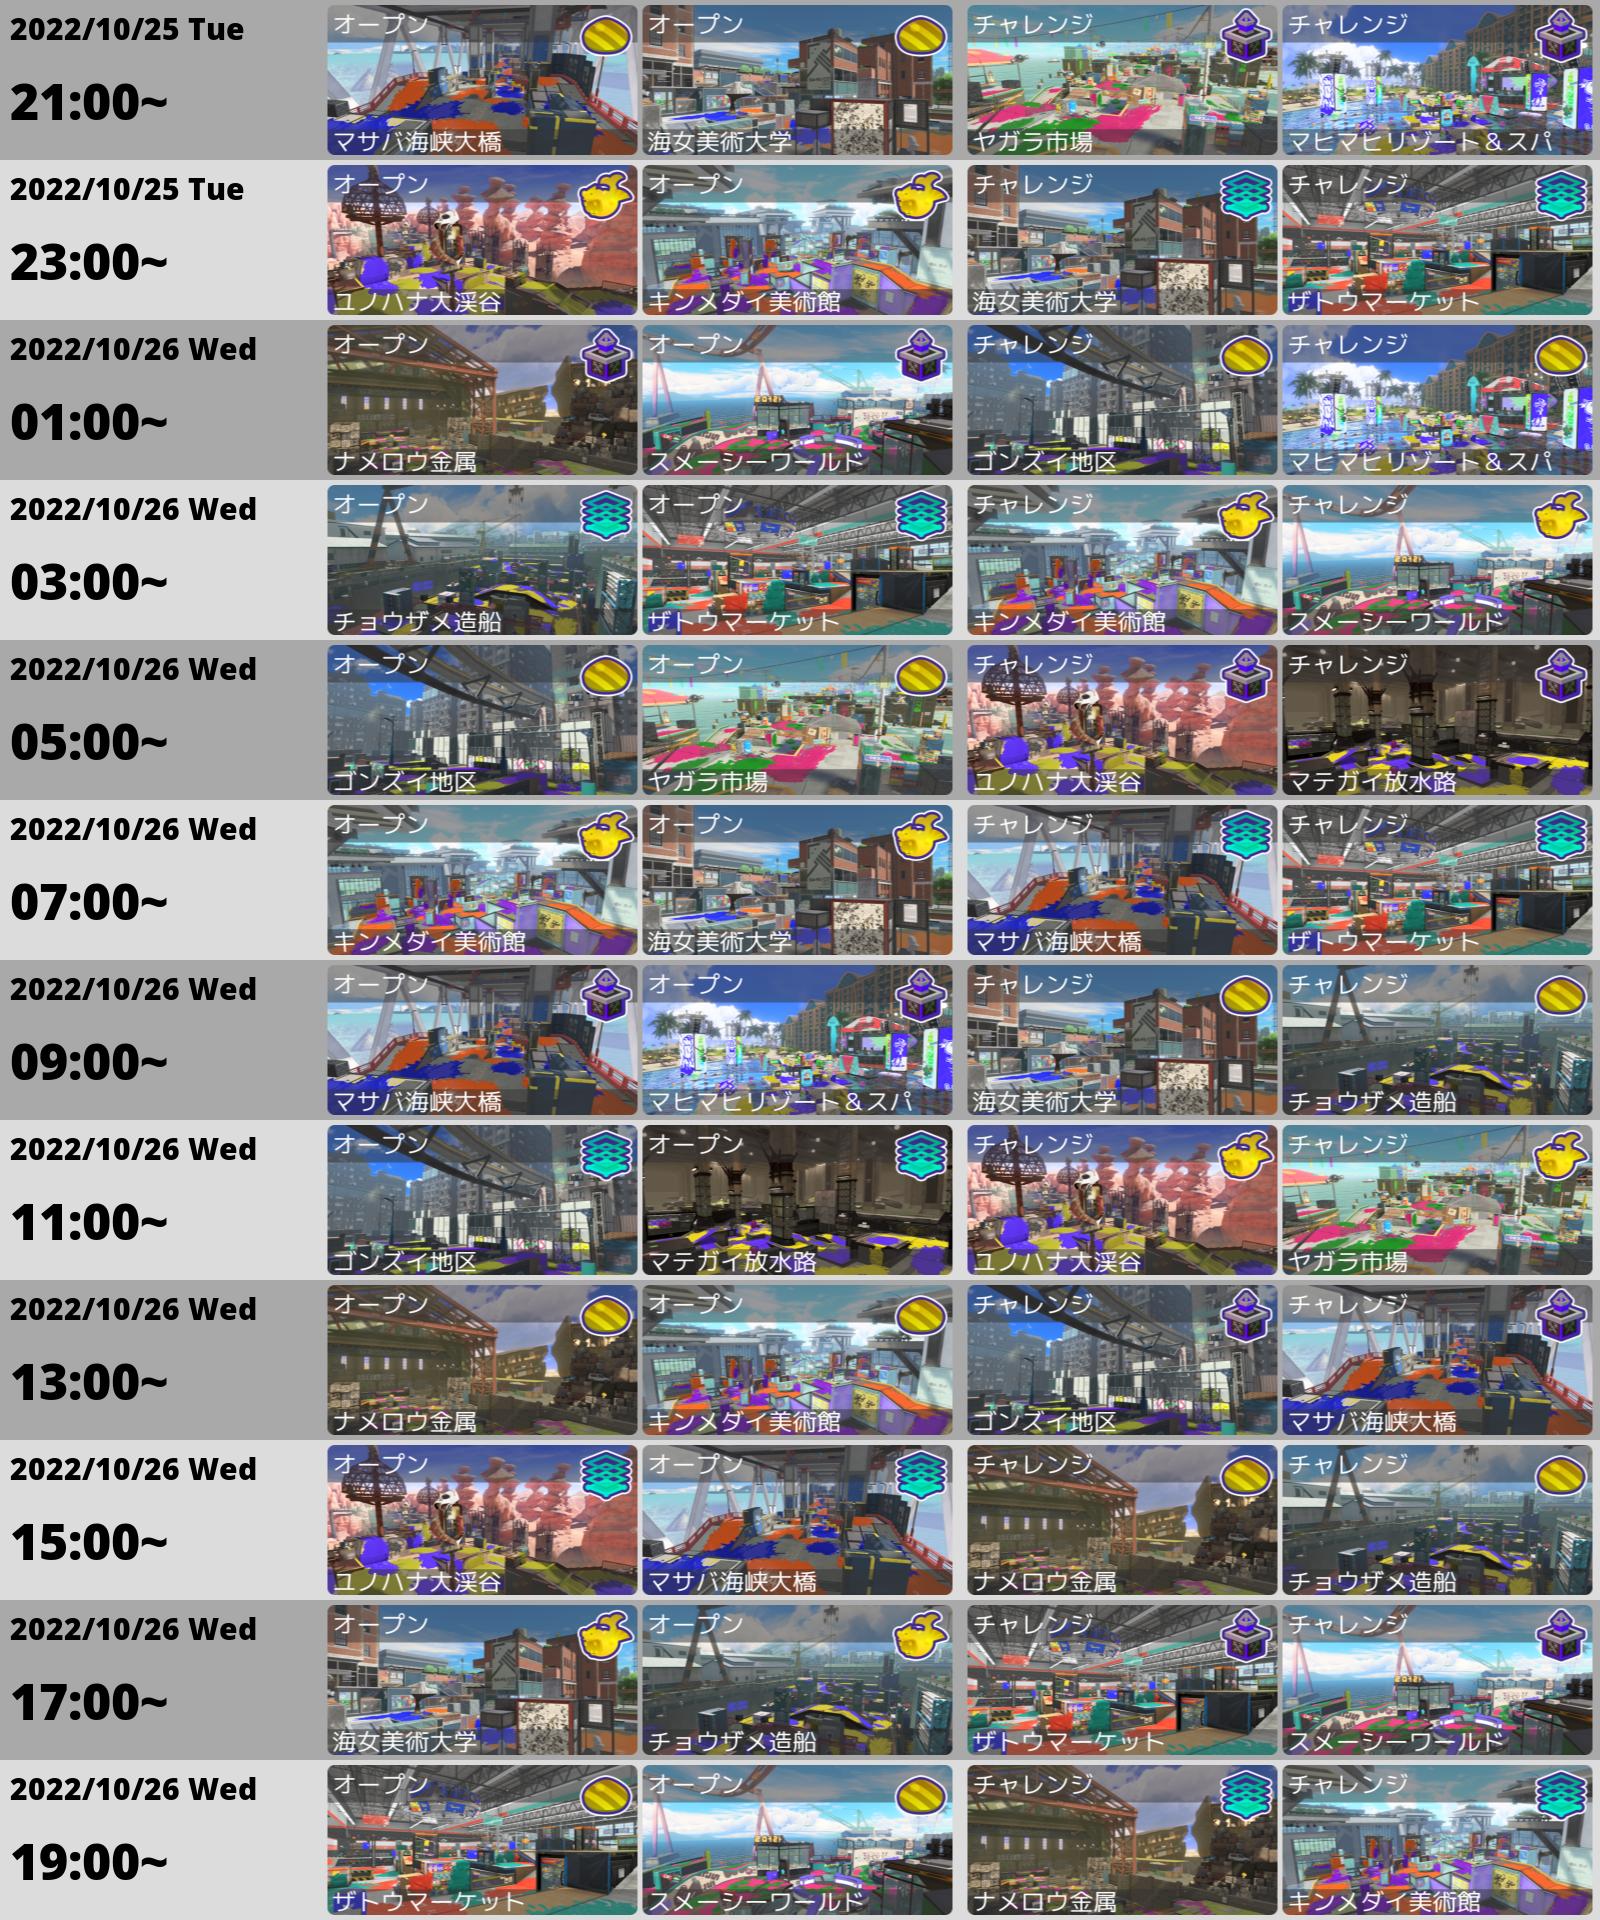 2022/10/25 Tue
21:00~
オープン
マサバ海峡大橋
オープン
海女美術大学
チャレンジ
ヤガラ市場
チャレンジ
マヒマヒリゾート＆スパ
2022/10/25 Tue
23:00~
オープン
ユノハナ大渓谷
オープン
キンメダイ美術館
チャレンジ
海女美術大学
チャレンジ
ザトウマーケット
2022/10/26 Wed
01:00~
オープン
ナメロウ金属
オープン
スメーシーワールド
チャレンジ
ゴンズイ地区
チャレンジ
マヒマヒリゾート＆スパ
2022/10/26 Wed
03:00~
オープン
チョウザメ造船
オープン
ザトウマーケット
チャレンジ
キンメダイ美術館
チャレンジ
スメーシーワールド
2022/10/26 Wed
05:00~
オープン
ゴンズイ地区
オープン
ヤガラ市場
チャレンジ
ユノハナ大渓谷
チャレンジ
マテガイ放水路
2022/10/26 Wed
07:00~
オープン
キンメダイ美術館
オープン
海女美術大学
チャレンジ
マサバ海峡大橋
チャレンジ
ザトウマーケット
2022/10/26 Wed
09:00~
オープン
マサバ海峡大橋
オープン
マヒマヒリゾート＆スパ
チャレンジ
海女美術大学
チャレンジ
チョウザメ造船
2022/10/26 Wed
11:00~
オープン
ゴンズイ地区
オープン
マテガイ放水路
チャレンジ
ユノハナ大渓谷
チャレンジ
ヤガラ市場
2022/10/26 Wed
13:00~
オープン
ナメロウ金属
オープン
キンメダイ美術館
チャレンジ
ゴンズイ地区
チャレンジ
マサバ海峡大橋
2022/10/26 Wed
15:00~
オープン
ユノハナ大渓谷
オープン
マサバ海峡大橋
チャレンジ
ナメロウ金属
チャレンジ
チョウザメ造船
2022/10/26 Wed
17:00~
オープン
海女美術大学
オープン
チョウザメ造船
チャレンジ
ザトウマーケット
チャレンジ
スメーシーワールド
2022/10/26 Wed
19:00~
オープン
ザトウマーケット
オープン
スメーシーワールド
チャレンジ
ナメロウ金属
チャレンジ
キンメダイ美術館